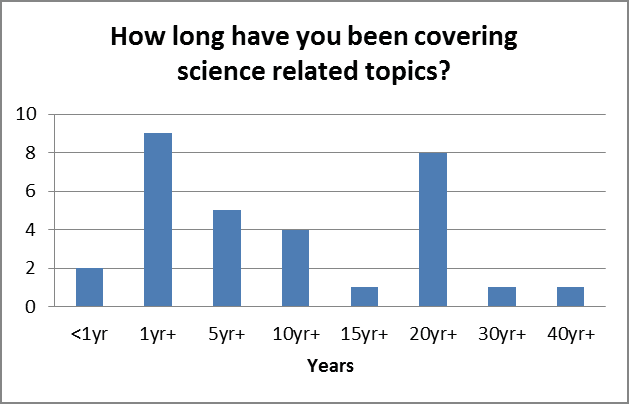 How long have you been covering
science related topics?
10
8
6
4
2
0
<1yr 1yr+ 5yr+ 10yr+ 15yr+ 20yr+ 30yr+ 40yr+
Years